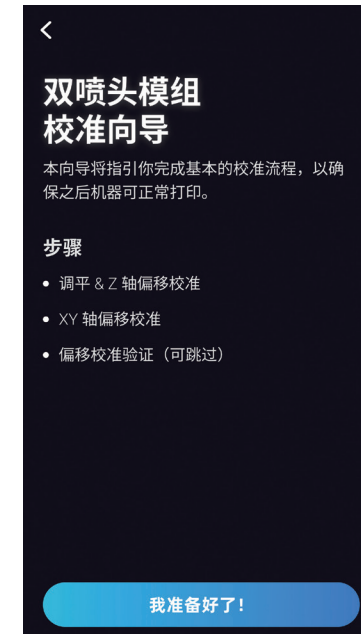 双喷头模组
校准向导
本向导将指引你完成基本的校准流程，以确
保之后机器可正常打印。
步骤
• 调平 & Z 轴偏移校准
• XY 轴偏移校准
• 偏移校准验证（可跳过）
我准备好了！